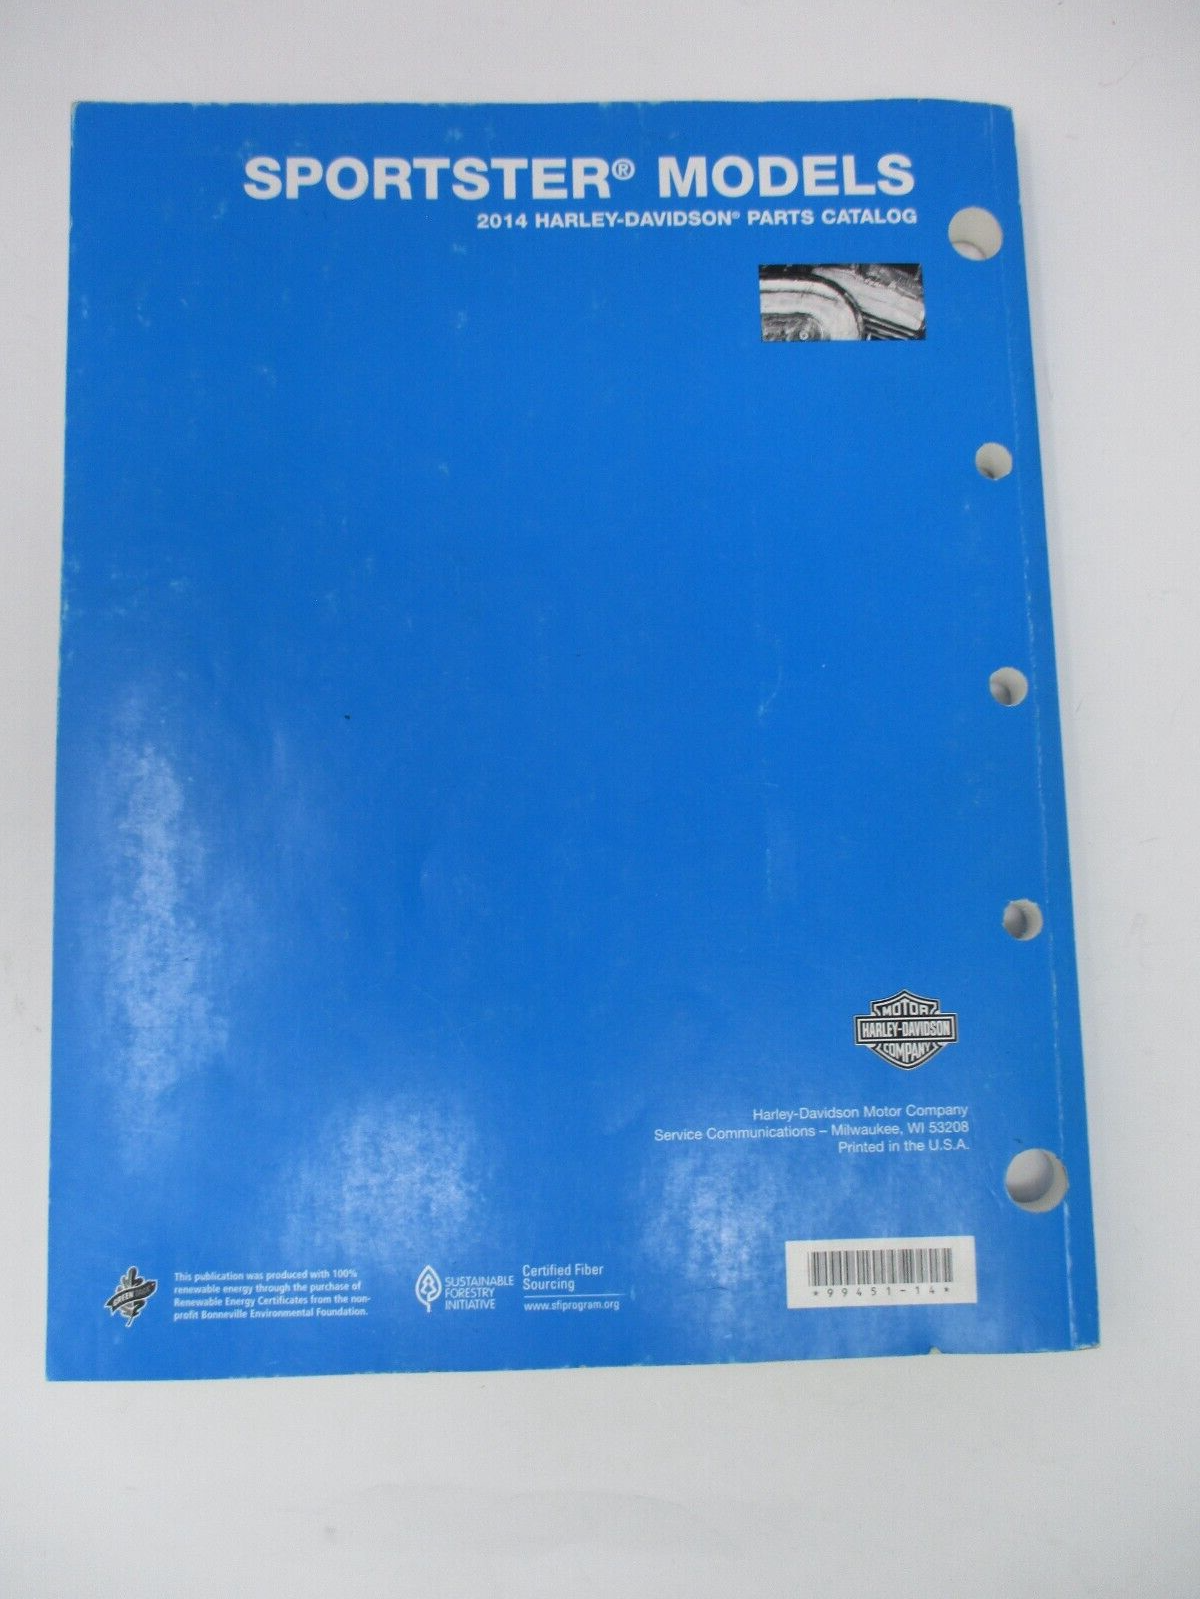 SPORTSTER® MODELS
2014 HARLEY-DAVIDSON® PARTS CATALOG
MOTOR
HARLEY-DAVIDSON
COMPANY
Harley-Davidson Motor Company
Service Communications – Milwaukee, WI 53208
Printed in the U.S.A.
GREEN
This publication was produced with 100%
renewable energy through the purchase of
Renewable Energy Certificates from the non-
profit Bonneville Environmental Foundation.
SUSTAINABLE
FORESTRY
INITIATIVE
Certified Fiber
Sourcing
www.sfiprogram.org
*99451-14*